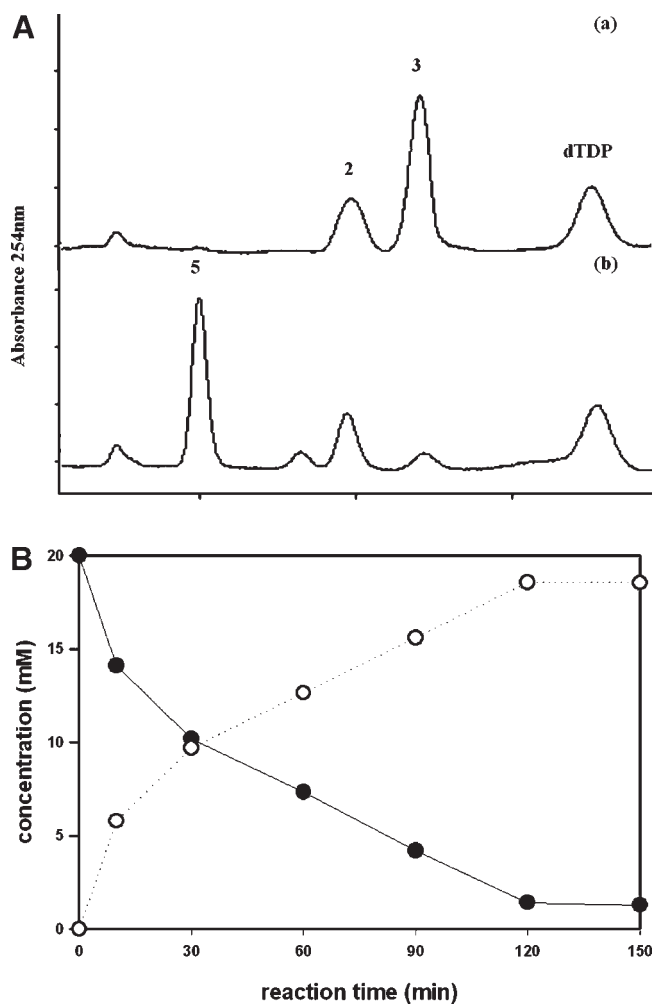 A
(a)
3
2
dTDP
5
(b)
Absorbance 254nm
B
20
15
10
5
0
concentration (mM)
0 30 60 90 120 150
reaction time (min)